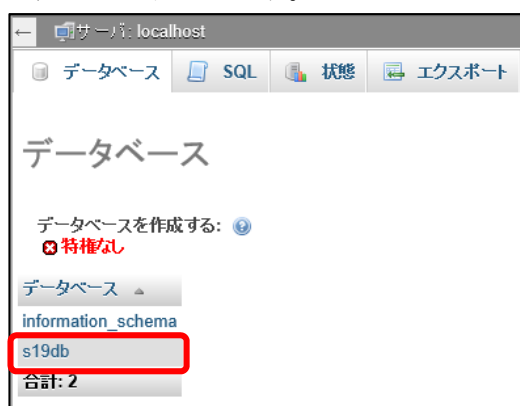 ← サーバ: localhost
データベース SQL 状態 エクスポート
データベース
データベースを作成する:
特権なし
データベース
information_schema
s19db
合計: 2